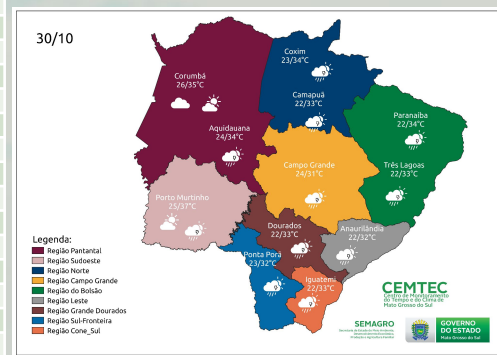 30/10
Coxim
23/34°C
Corumbá
26/35°C
Camapuã
22/33°C
Paranaíba
22/34°C
Aquidauana
24/34°C
Campo Grande
24/31°C
Três Lagoas
22/33°C
Porto Murtinho
25/37°C
Dourados
22/33°C
Anaurilândia
22/32°C
Ponta Porã
23/32°C
Iguatemi
22/33°C
Legenda:
Região Pantantal
Região Sudoeste
Região Norte
Região Campo Grande
Região do Bolsão
Região Leste
Região Grande Dourados
Região Sul-Fronteira
Região Cone_Sul
CEMTEC
Centro de Monitoramento
do Tempo e do Clima de
Mato Grosso do Sul
SEMAGRO
GOVERNO
DO ESTADO
Mato Grosso do Sul